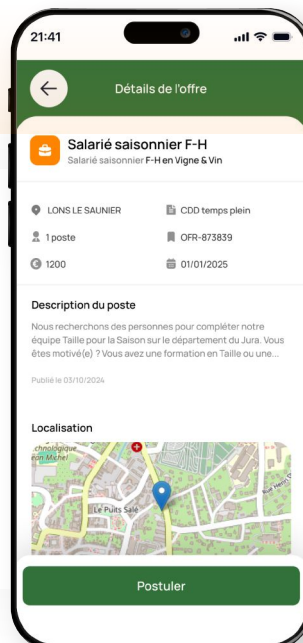 21:41
Détails de l'offre
Salarié saisonnier F-H
Salarié saisonnier F-H en Vigne & Vin
LONS LE SAUNIER
CDD temps plein
1 poste
OFR-873839
1200
01/01/2025
Description du poste
Nous recherchons des personnes pour compléter notre
équipe Taille pour la Saison sur le département du Jura. Vous
êtes motivé(e) ? Vous avez une formation en Taille ou une...
Publié le 03/10/2024
Localisation
chnologique
ean Michel
Le Puits Salé
Postuler